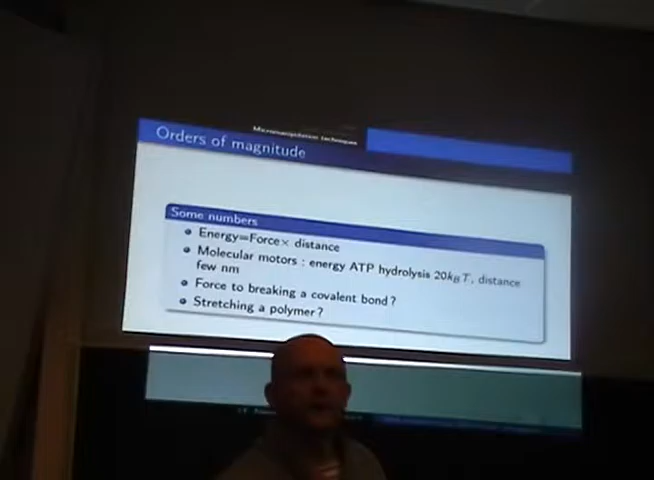 Micromanipulation techniques
Orders of magnitude
Some numbers
Energy=Force× distance
Molecular motors : energy ATP hydrolysis 20k_BT, distance
few nm
Force to breaking a covalent bond?
Stretching a polymer?